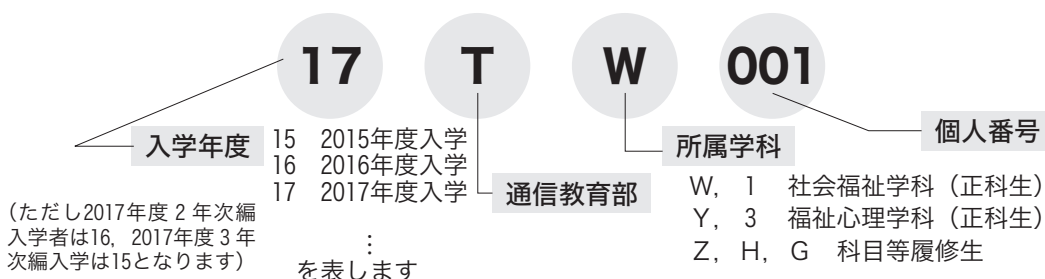 17 T W 001
入学年度
15 2015年度入学
16 2016年度入学
17 2017年度入学
⋮
を表します
(ただし2017年度2年次編
入学者は16,2017年度3年
次編入学は15となります)
通信教育部
所属学科
W, 1 社会福祉学科(正科生)
Y, 3 福祉心理学科(正科生)
Z, H, G 科目等履修生
個人番号